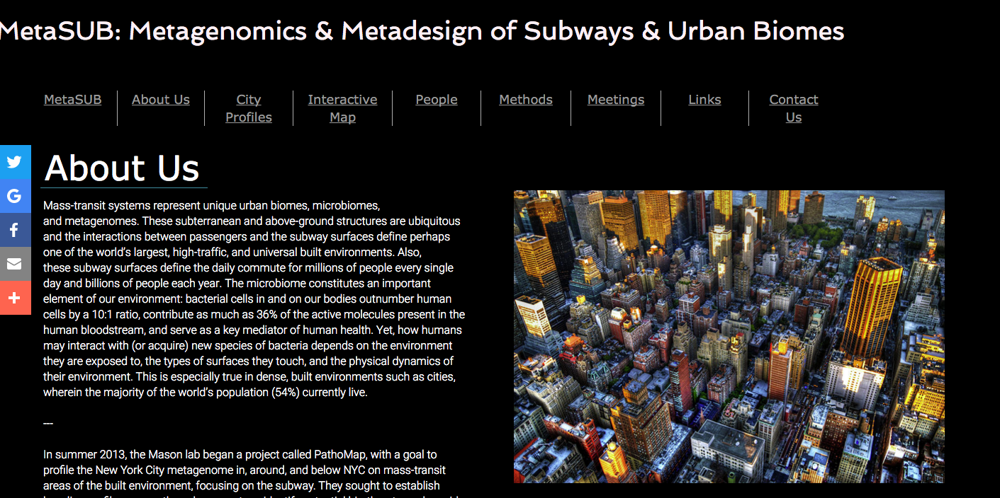 MetaSUB: Metagenomics & Metadesign of Subways & Urban Biomes
MetaSUB
About Us
City
Profiles
Interactive
Map
People
Methods
Meetings
Links
Contact
Us
About Us
Mass-transit systems represent unique urban biomes, microbiomes,
and metagenomes. These subterranean and above-ground structures are ubiquitous
and the interactions between passengers and the subway surfaces define perhaps
one of the world's largest, high-traffic, and universal built environments. Also,
these subway surfaces define the daily commute for millions of people every single
day and billions of people each year. The microbiome constitutes an important
element of our environment: bacterial cells in and on our bodies outnumber human
cells by a 10:1 ratio, contribute as much as 36% of the active molecules present in the
human bloodstream, and serve as a key mediator of human health. Yet, how humans
may interact with (or acquire) new species of bacteria depends on the environment
they are exposed to, the types of surfaces they touch, and the physical dynamics of
their environment. This is especially true in dense, built environments such as cities,
wherein the majority of the world's population (54%) currently live.
---
In summer 2013, the Mason lab began a project called PathoMap, with a goal to
profile the New York City metagenome in, around, and below NYC on mass-transit
areas of the built environment, focusing on the subway. They sought to establish